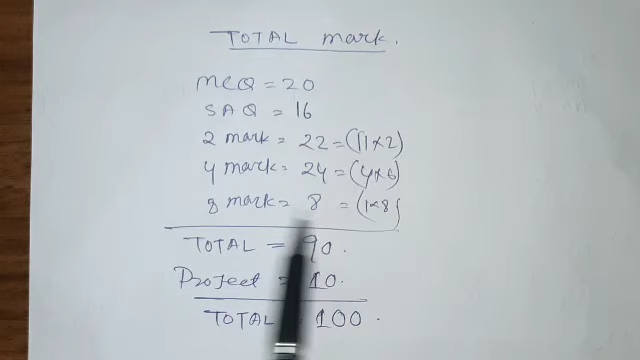 TOTAL mark.
MCQ = 20
SAQ = 16
2 mark = 22 = (11×2)
4 mark = 24 = (4×6)
8 mark = 8 = (1×8)
TOTAL = 90.
Project = 10.
TOTAL = 100.